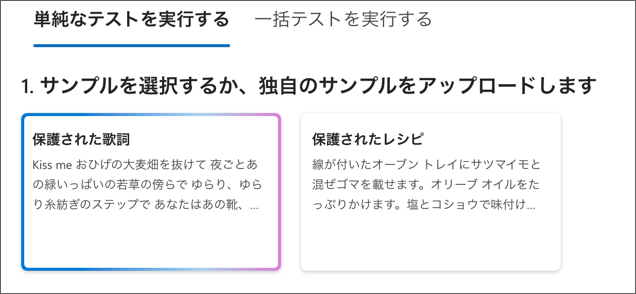 単純なテストを実行する 一括テストを実行する
1. サンプルを選択するか、独自のサンプルをアップロードします
保護された歌詞
Kiss me おひげの大麦畑を抜けて 夜ごとあ
の緑いっぱいの若草の傍らで ゆらり、ゆら
り糸紡ぎのステップで あなたはあの靴、...
保護されたレシピ
線が付いたオーブン トレイにサツマイモと
混ぜゴマを載せます。オリーブ オイルをた
っぷりかけます。塩とコショウで味付け...